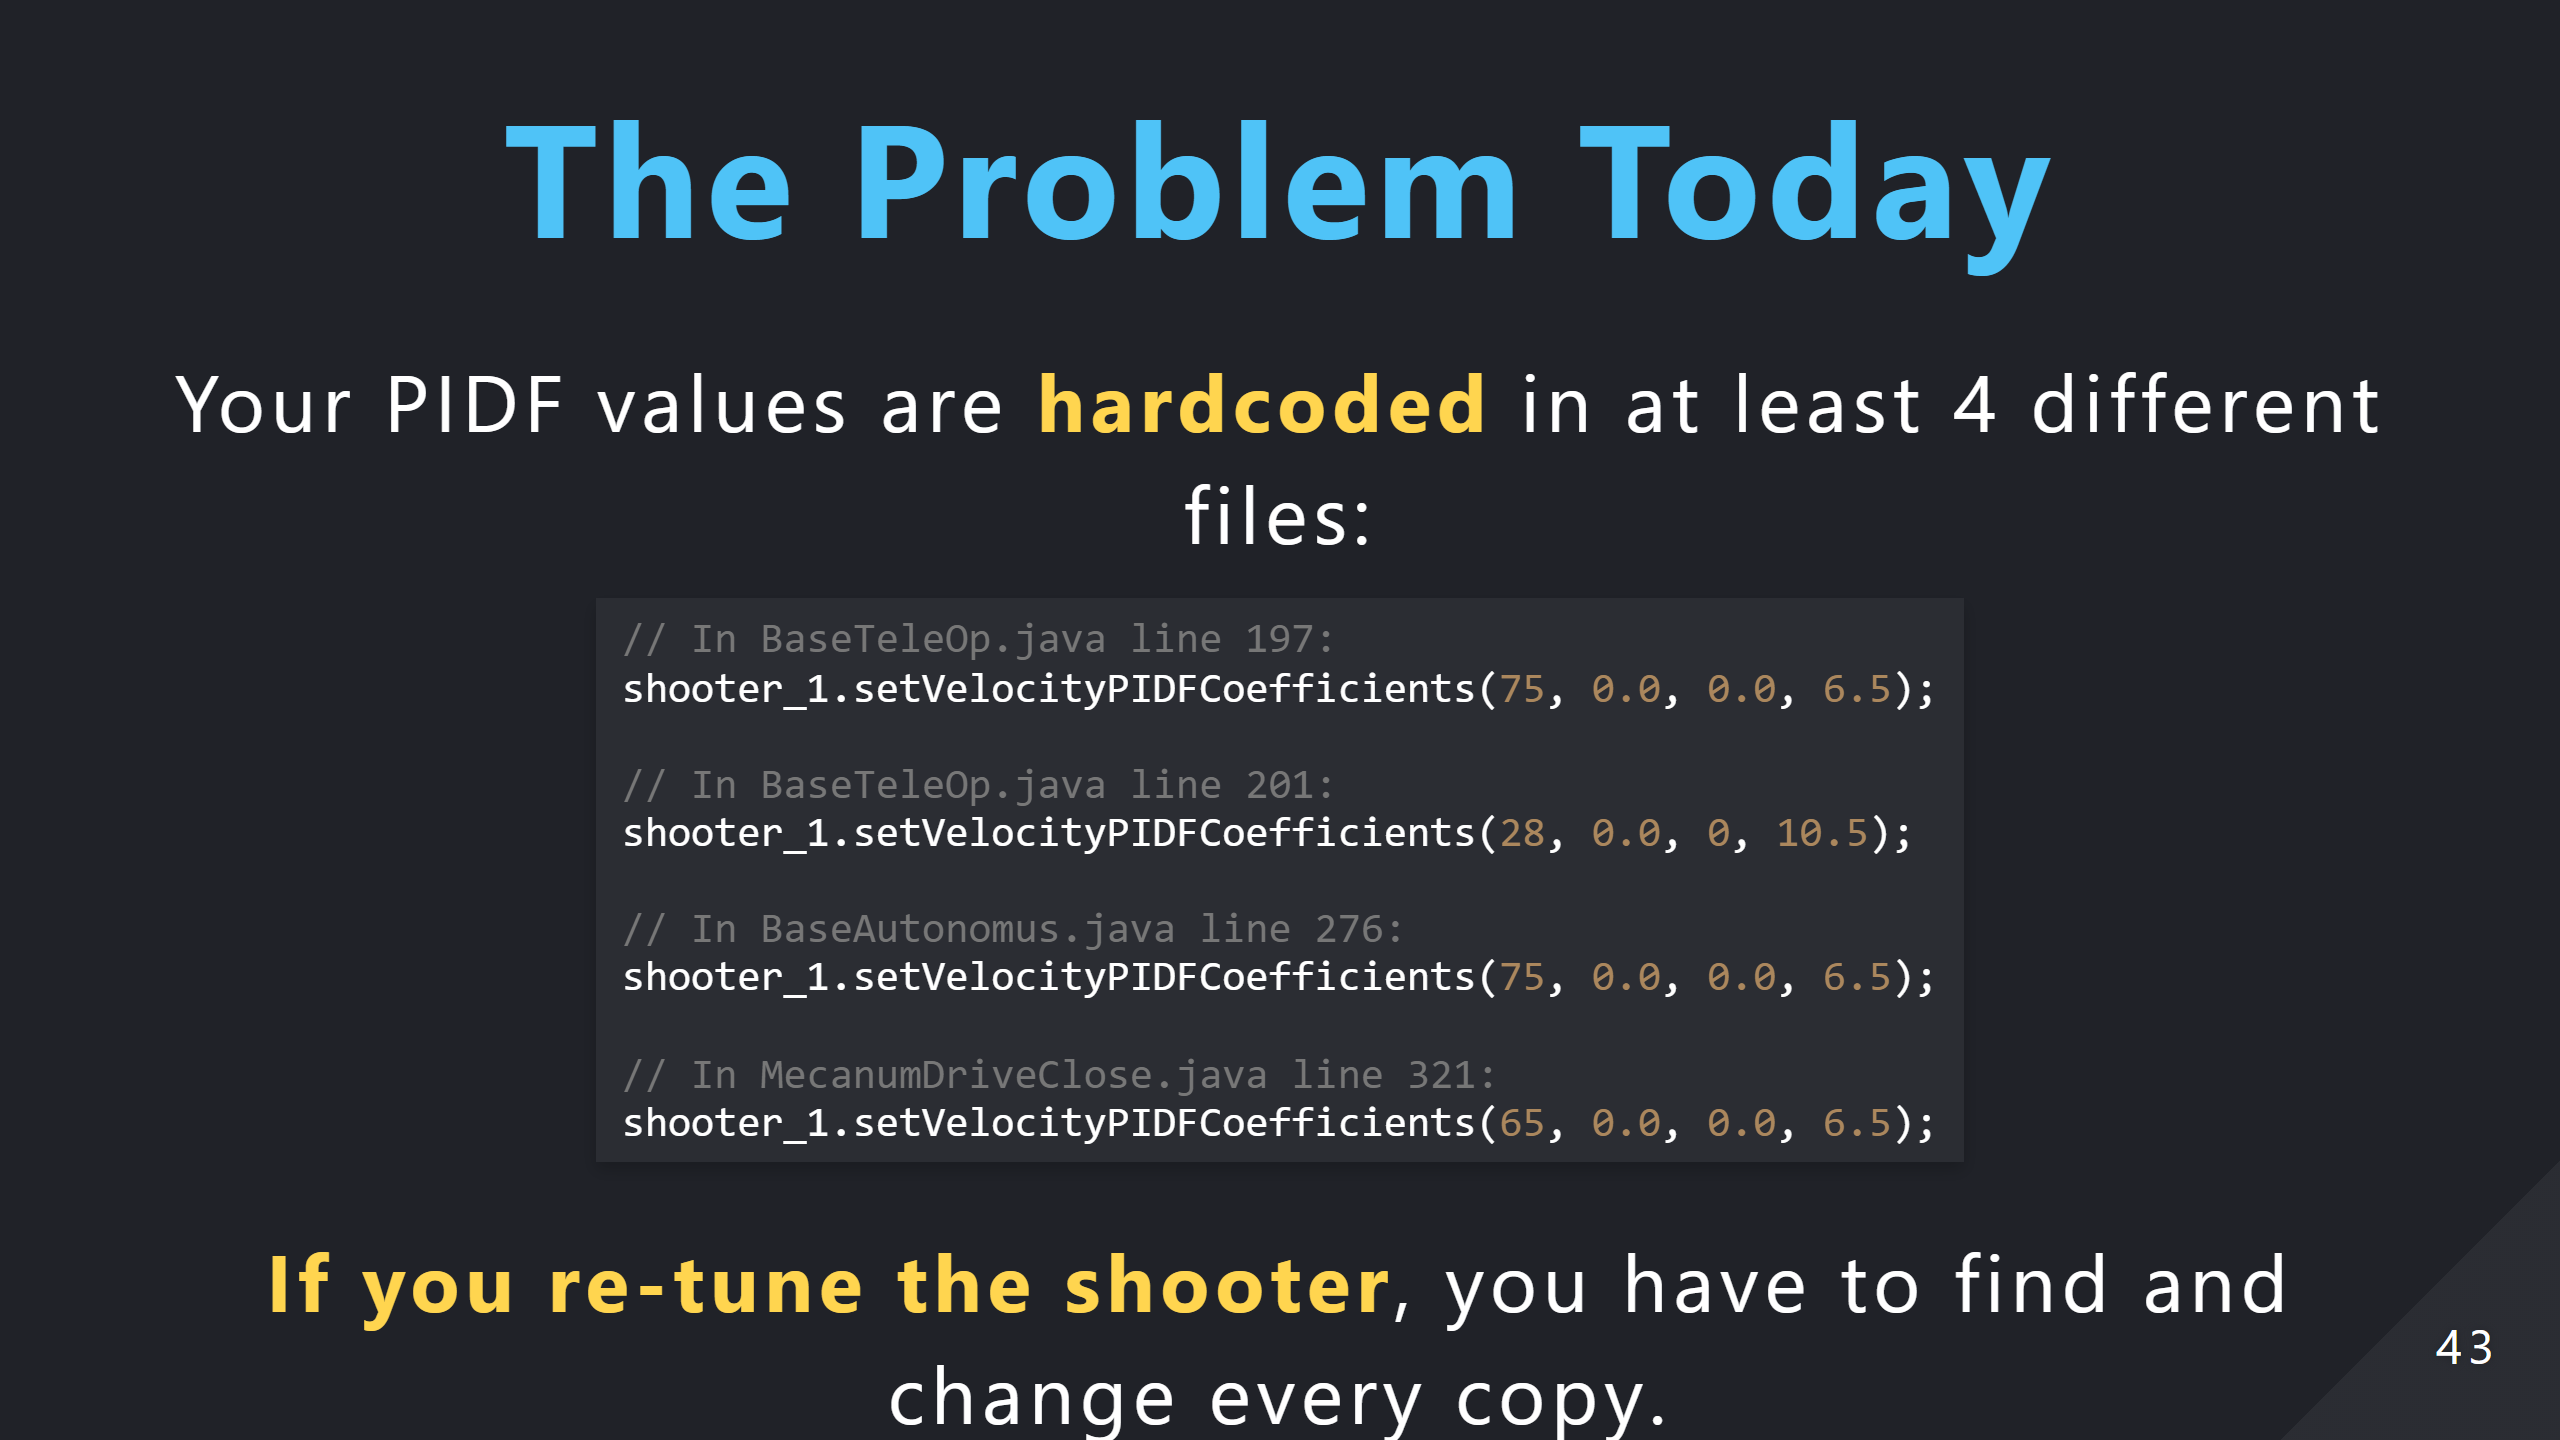 The Problem Today
Your PIDF values are hardcoded in at least 4 different
files:
// In BaseTeleOp.java line 197:
shooter_1.setVelocityPIDFCoefficients(75, 0.0, 0.0, 6.5);
// In BaseTeleOp.java line 201:
shooter_1.setVelocityPIDFCoefficients(28, 0.0, 0, 10.5);
// In BaseAutonomus.java line 276:
shooter_1.setVelocityPIDFCoefficients(75, 0.0, 0.0, 6.5);
// In MecanumDriveClose.java line 321:
shooter_1.setVelocityPIDFCoefficients(65, 0.0, 0.0, 6.5);
If you re-tune the shooter, you have to find and
change every copy.
43